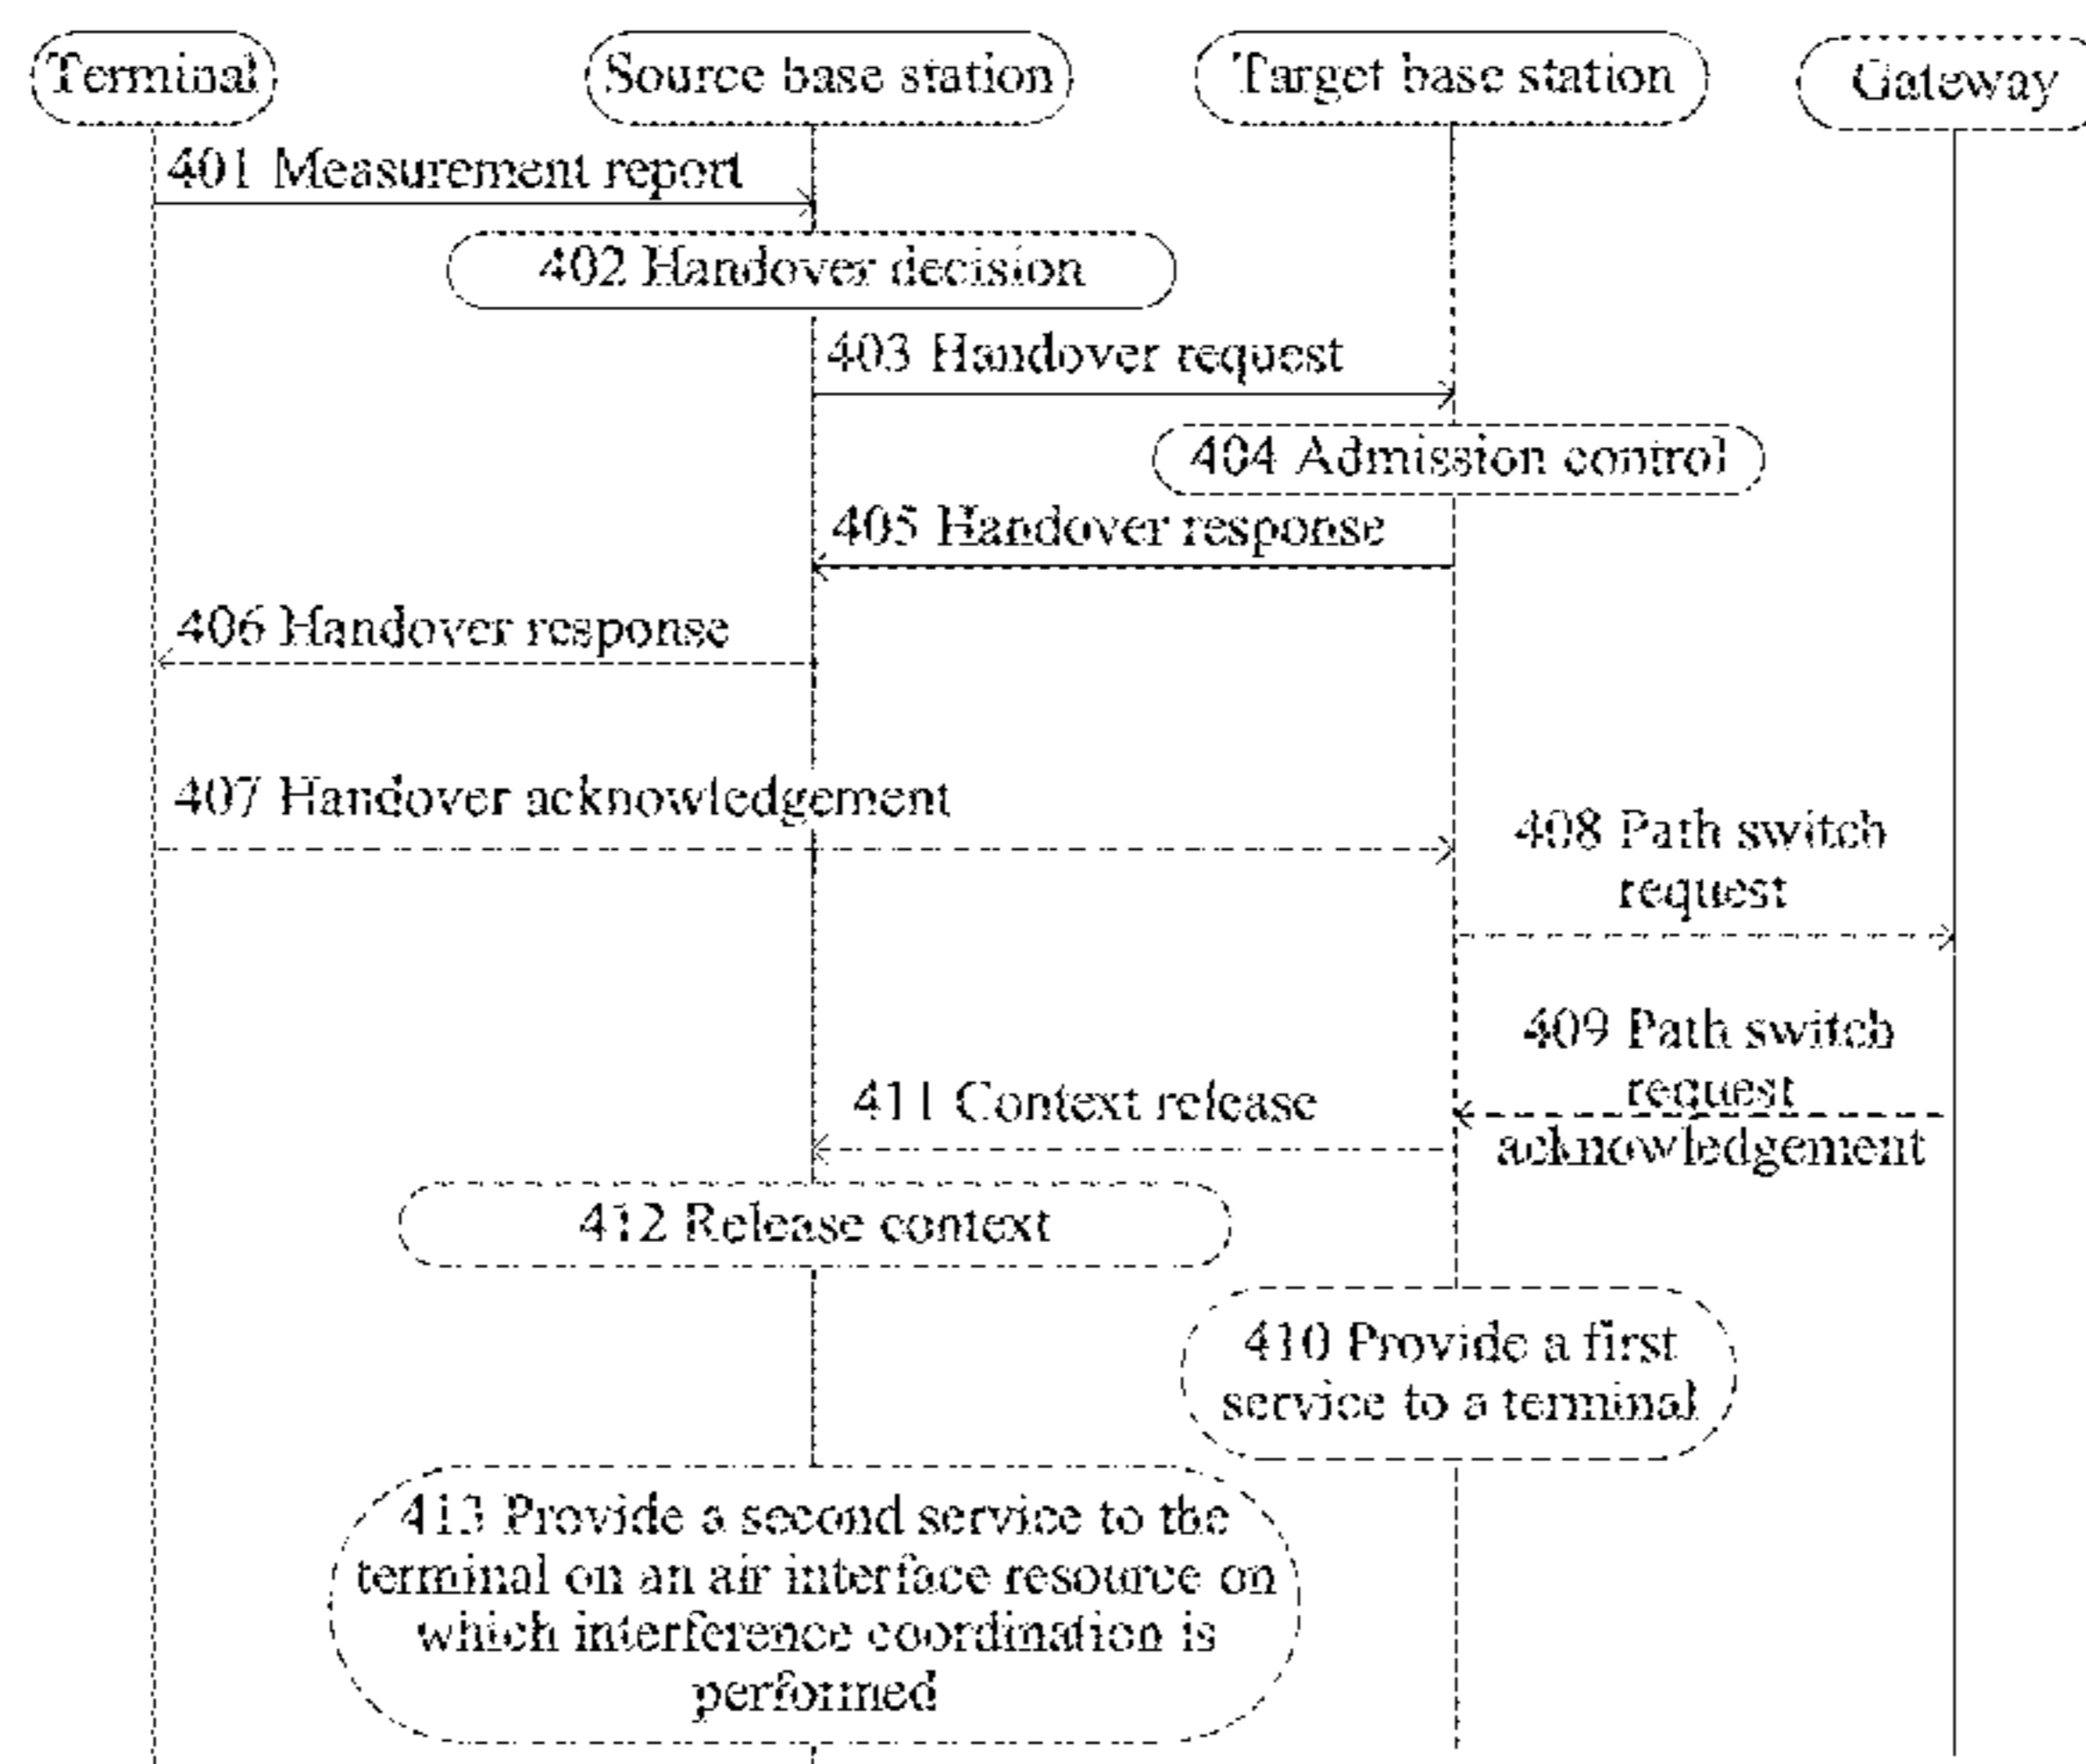 Terminal
Source base station
Target base station
Gateway
401 Measurement report
402 Handover decision
403 Handover request
404 Admission control
405 Handover response
406 Handover response
407 Handover acknowledgement
408 Path switch
request
409 Path switch
request
acknowledgement
411 Context release
412 Release context
410 Provide a first
service to a terminal
413 Provide a second service to the
terminal on an air interface resource on
which interference coordination is
performed